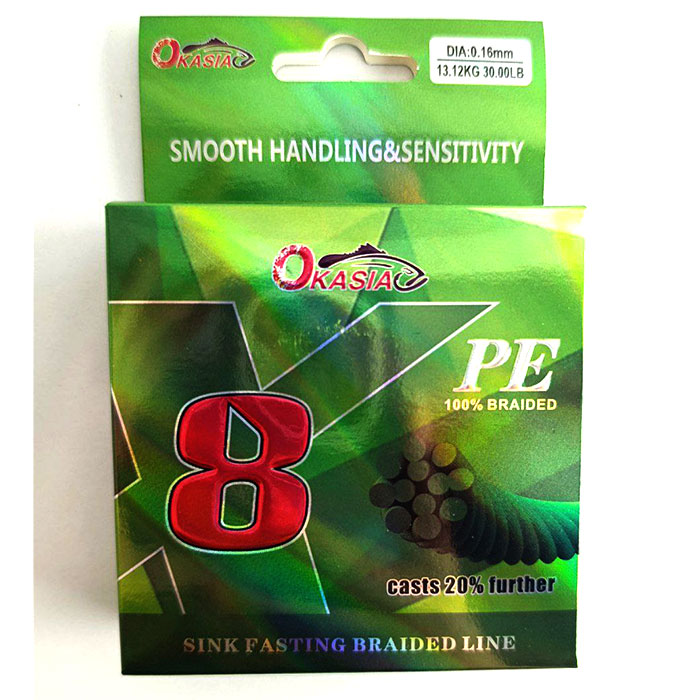 OKASIA
DIA:0.16mm
13.12KG 30.00LB
SMOOTH HANDLING&SENSITIVITY
OKASIA
X
PE
100% BRAIDED
8
casts 20% further
SINK FASTING BRAIDED LINE